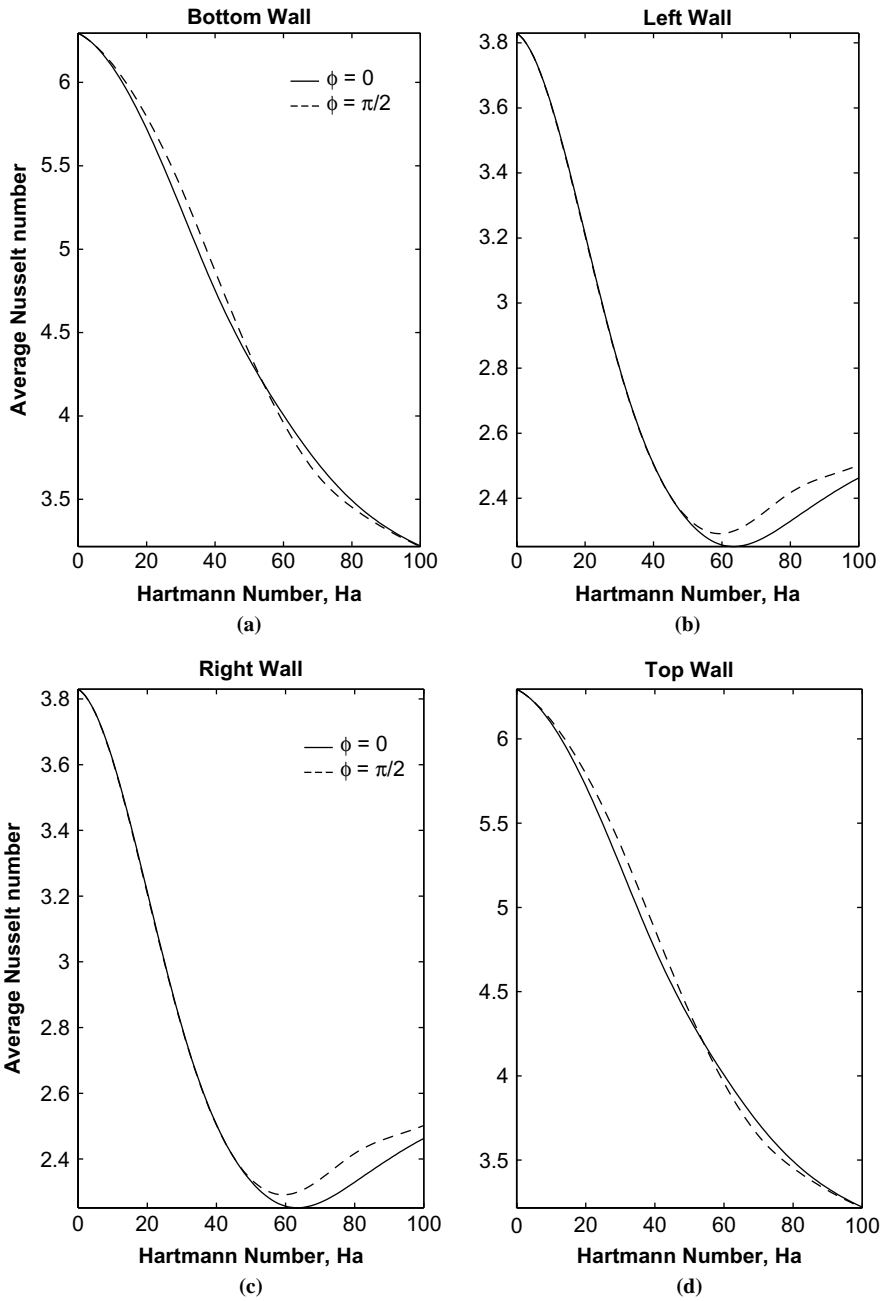 Bottom Wall
ϕ = 0
ϕ = π/2
Average Nusselt number
6
5.5
5
4.5
4
3.5
0 20 40 60 80 100
Hartmann Number, Ha
(a)
Left Wall
3.8
3.6
3.4
3.2
3
2.8
2.6
2.4
0 20 40 60 80 100
Hartmann Number, Ha
(b)
Right Wall
ϕ = 0
ϕ = π/2
Average Nusselt number
3.8
3.6
3.4
3.2
3
2.8
2.6
2.4
0 20 40 60 80 100
Hartmann Number, Ha
(c)
Top Wall
6
5.5
5
4.5
4
3.5
0 20 40 60 80 100
Hartmann Number, Ha
(d)